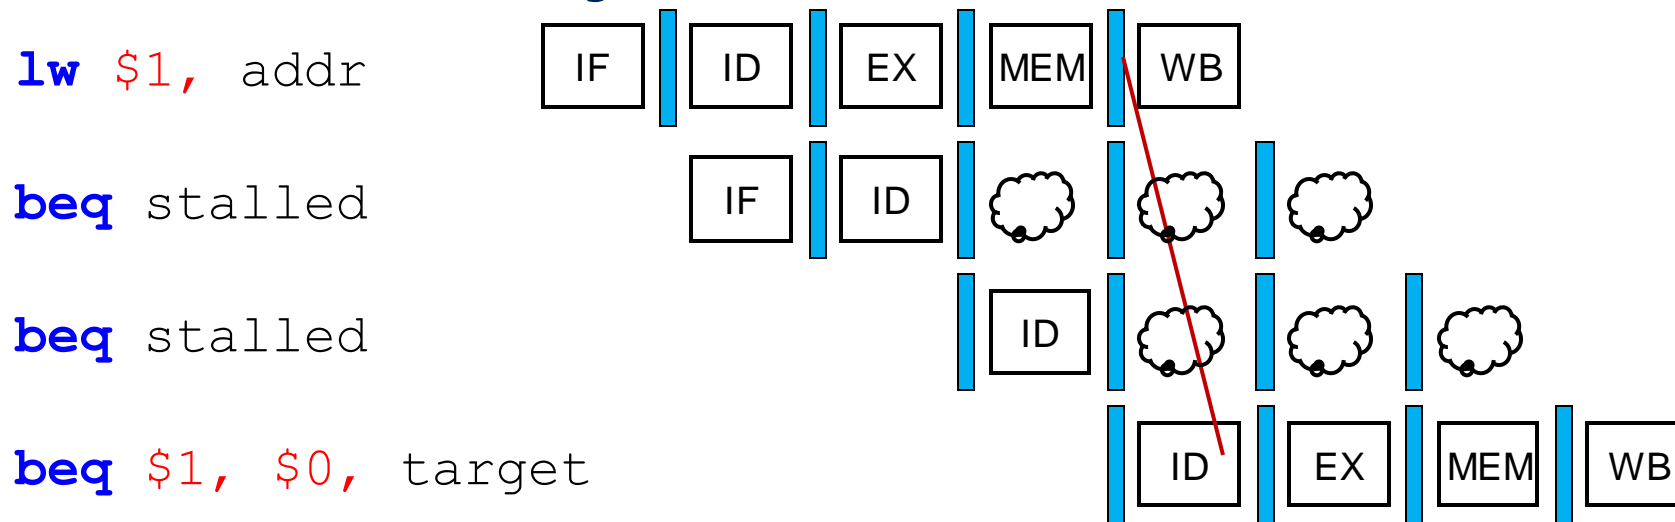 lw $1, addr IF ID EX MEM WB
beq stalled IF ID
beq stalled ID
beq $1, $0, target ID EX MEM WB